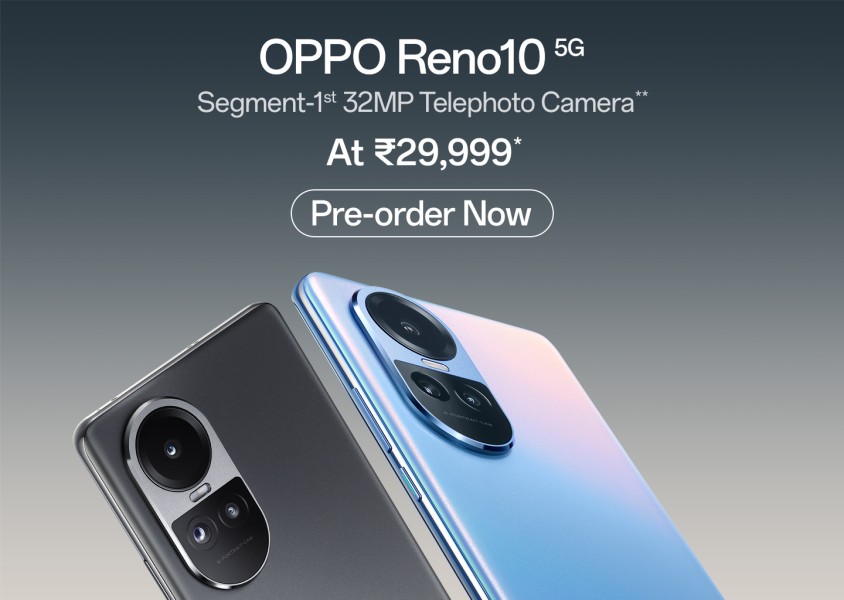 OPPO Reno10 5G
Segment-1st 32MP Telephoto Camera**
At ₹29,999*
Pre-order Now